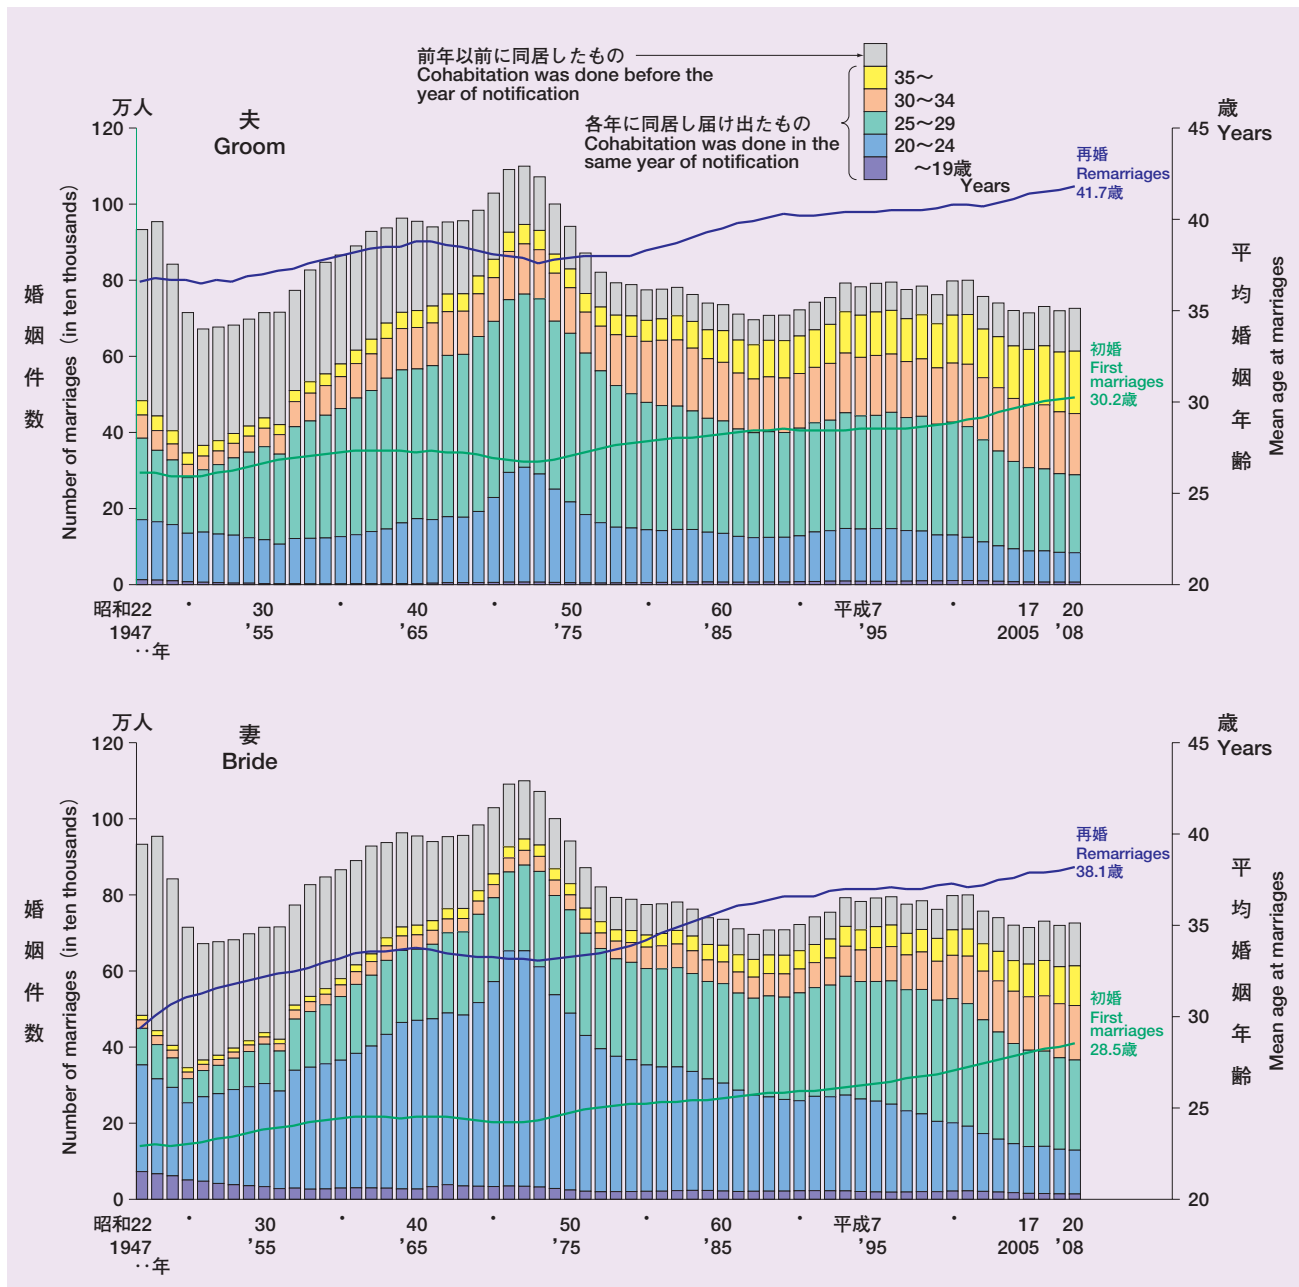 前年以前に同居したもの
Cohabitation was done before the
year of notification
各年に同居し届け出たもの
Cohabitation was done in the
same year of notification
35〜
30〜34
25〜29
20〜24
〜19歳
Years
万人
夫
Groom
歳
Years
120
100
80
60
40
20
0
婚姻件数
Number of marriages (in ten thousands)
45
40
35
30
25
20
平均婚姻年齢
Mean age at marriages
再婚
Remarriages
41.7歳
初婚
First
marriages
30.2歳
昭和22 ・ 30 ・ 40 ・ 50 ・ 60 ・ 平成7 ・ 17 20
1947 '55 '65 '75 '85 '95 2005 '08
‥年
万人
妻
Bride
歳
Years
120
100
80
60
40
20
0
婚姻件数
Number of marriages (in ten thousands)
45
40
35
30
25
20
平均婚姻年齢
Mean age at marriages
再婚
Remarriages
38.1歳
初婚
First
marriages
28.5歳
昭和22 ・ 30 ・ 40 ・ 50 ・ 60 ・ 平成7 ・ 17 20
1947 '55 '65 '75 '85 '95 2005 '08
‥年